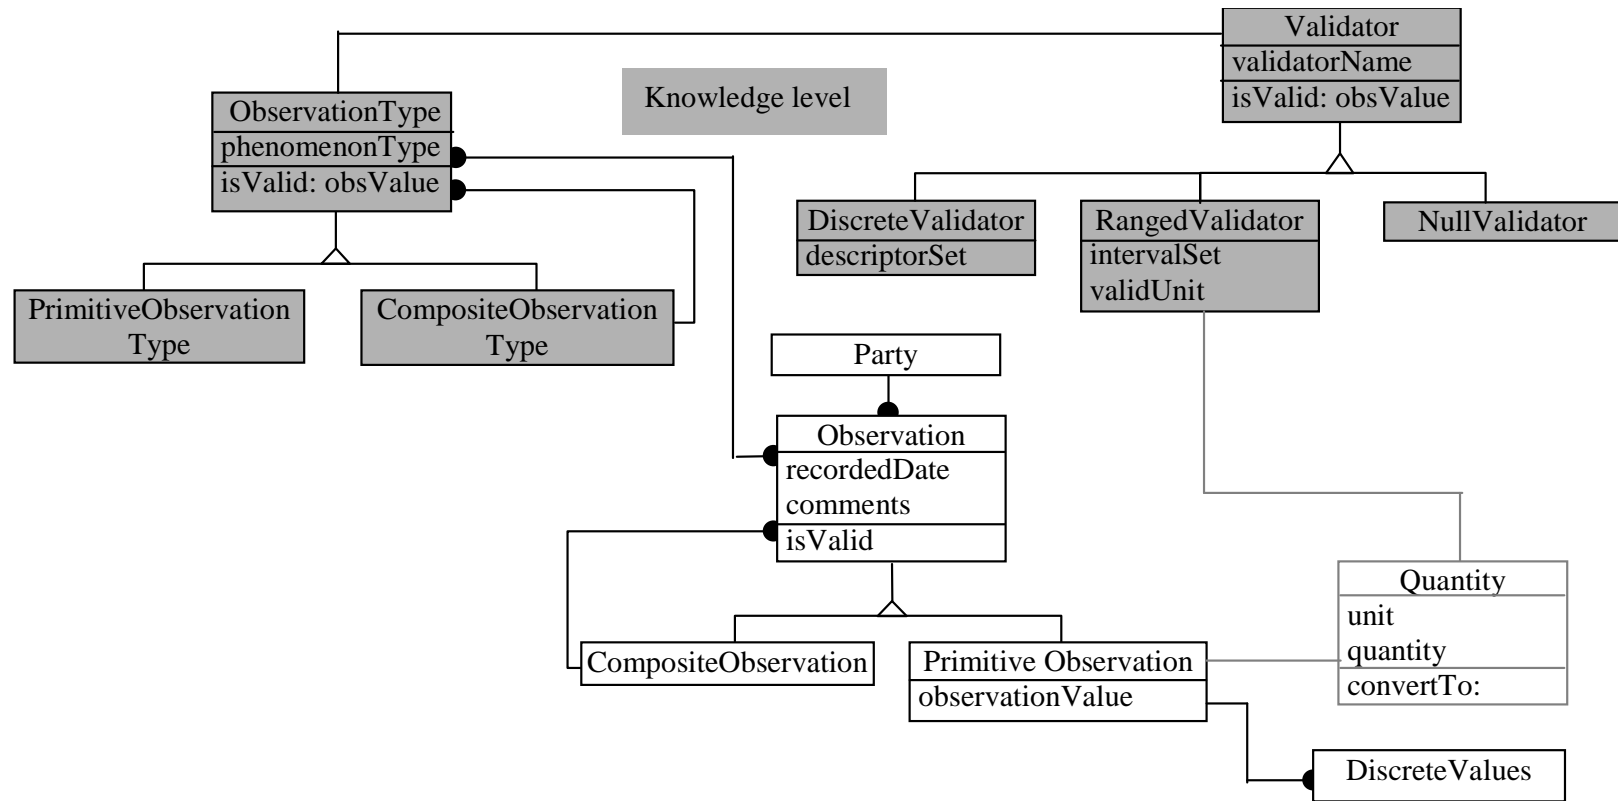 Validator
validatorName
isValid: obsValue
Knowledge level
ObservationType
phenomenonType
isValid: obsValue
DiscreteValidator
descriptorSet
RangedValidator
intervalSet
validUnit
NullValidator
PrimitiveObservation
Type
CompositeObservation
Type
Party
Observation
recordedDate
comments
isValid
Quantity
unit
quantity
convertTo:
CompositeObservation
Primitive Observation
observationValue
DiscreteValues